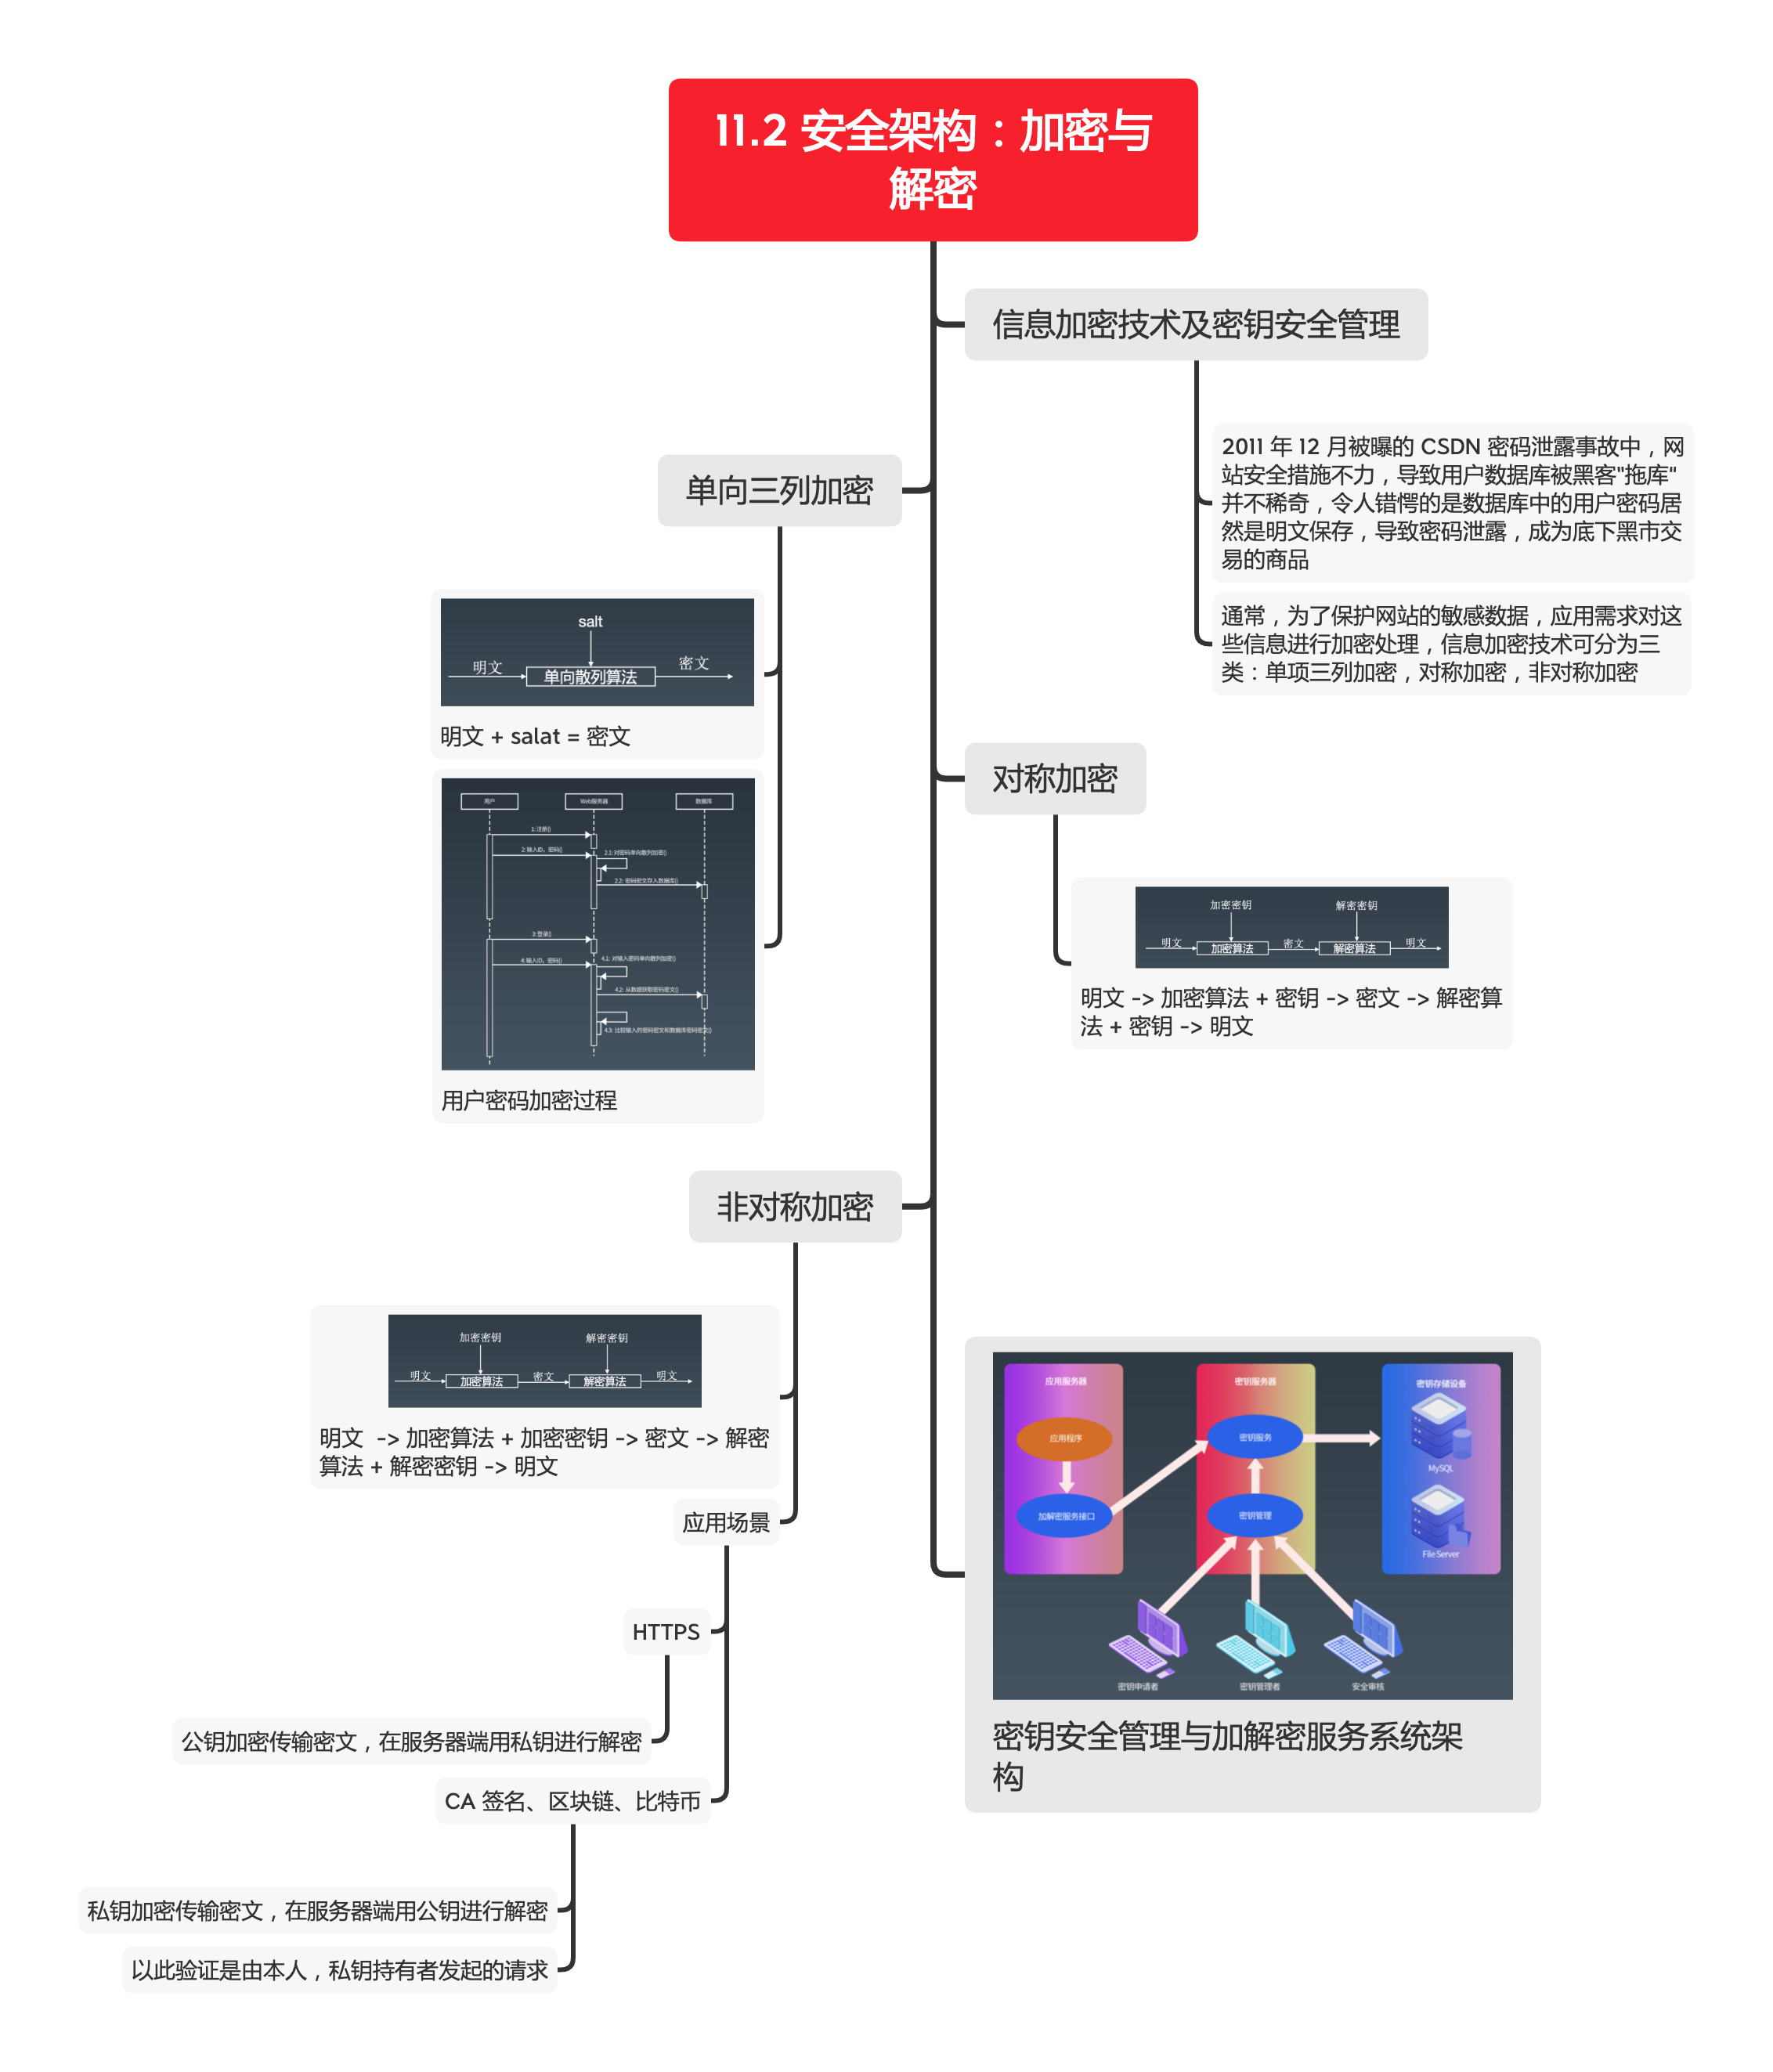 11.2 安全架构：加密与
解密
信息加密技术及密钥安全管理
2011 年 12 月被曝的 CSDN 密码泄露事故中，网
站安全措施不力，导致用户数据库被黑客"拖库"
并不稀奇，令人错愕的是数据库中的用户密码居
然是明文保存，导致密码泄露，成为底下黑市交
易的商品
通常，为了保护网站的敏感数据，应用需求对这
些信息进行加密处理，信息加密技术可分为三
类：单项三列加密，对称加密，非对称加密
单向三列加密
salt
明文
单向散列算法
密文
明文 + salat = 密文
用户
Web服务器
数据库
1:注册()
2:输入ID，密码()
2.1: 对密码单向散列加密()
2.2: 密码密文存入数据库()
3:登录()
4:输入ID，密码()
4.1: 对输入密码单向散列加密()
4.2: 从数据获取密码密文()
4.3: 比较输入的密码密文和数据库密码密文()
用户密码加密过程
对称加密
加密密钥
解密密钥
明文
加密算法
密文
解密算法
明文
明文 -> 加密算法 + 密钥 -> 密文 -> 解密算
法 + 密钥 -> 明文
非对称加密
加密密钥
解密密钥
明文
加密算法
密文
解密算法
明文
明文  -> 加密算法 + 加密密钥 -> 密文 -> 解密
算法 + 解密密钥 -> 明文
应用场景
HTTPS
公钥加密传输密文，在服务器端用私钥进行解密
CA 签名、区块链、比特币
私钥加密传输密文，在服务器端用公钥进行解密
以此验证是由本人，私钥持有者发起的请求
应用服务器
密钥服务器
密钥存储设备
应用程序
密钥服务
MySQL
加解密服务接口
密钥管理
File Server
密钥申请者
密钥管理者
安全审核
密钥安全管理与加解密服务系统架
构